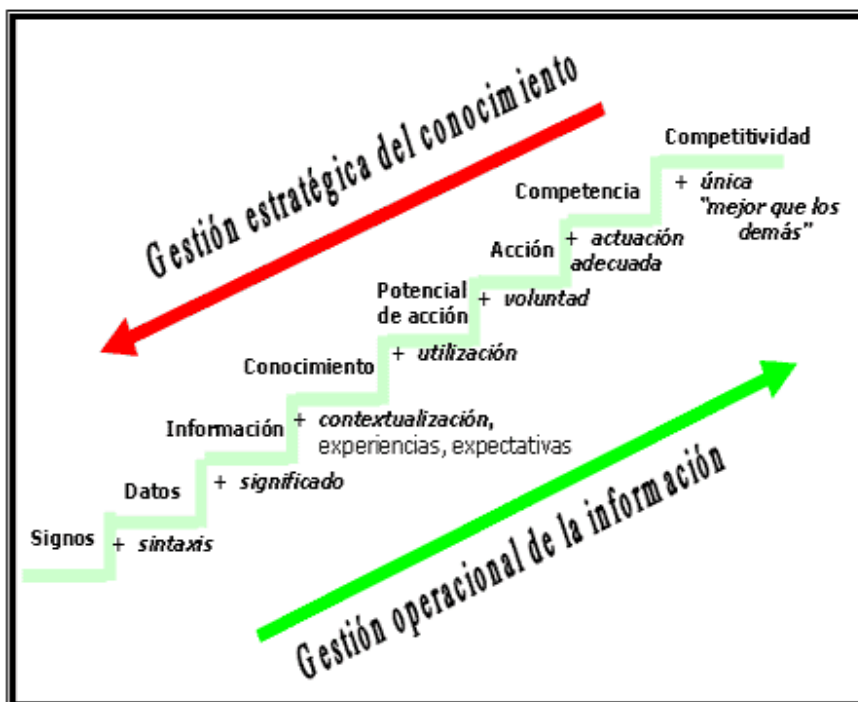 Gestión estratégica del conocimiento
Competitividad
+ única
"mejor que los
demás"
Competencia
+ actuación
adecuada
Acción
+ voluntad
Potencial
de acción
+ utilización
Conocimiento
+ contextualización,
experiencias, expectativas
Información
+ significado
Datos
+ sintaxis
Signos
Gestión operacional de la información